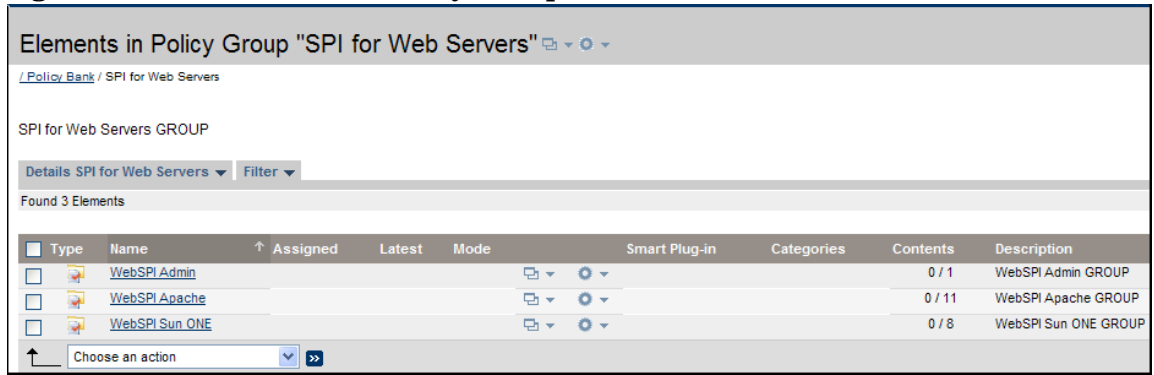 Elements in Policy Group "SPI for Web Servers"
/ Policy Bank / SPI for Web Servers
SPI for Web Servers GROUP
Details SPI for Web Servers Filter
Found 3 Elements
Type Name Assigned Latest Mode Smart Plug-in Categories Contents Description
WebSPI Admin 0 / 1 WebSPI Admin GROUP
WebSPI Apache 0 / 11 WebSPI Apache GROUP
WebSPI Sun ONE 0 / 8 WebSPI Sun ONE GROUP
Choose an action